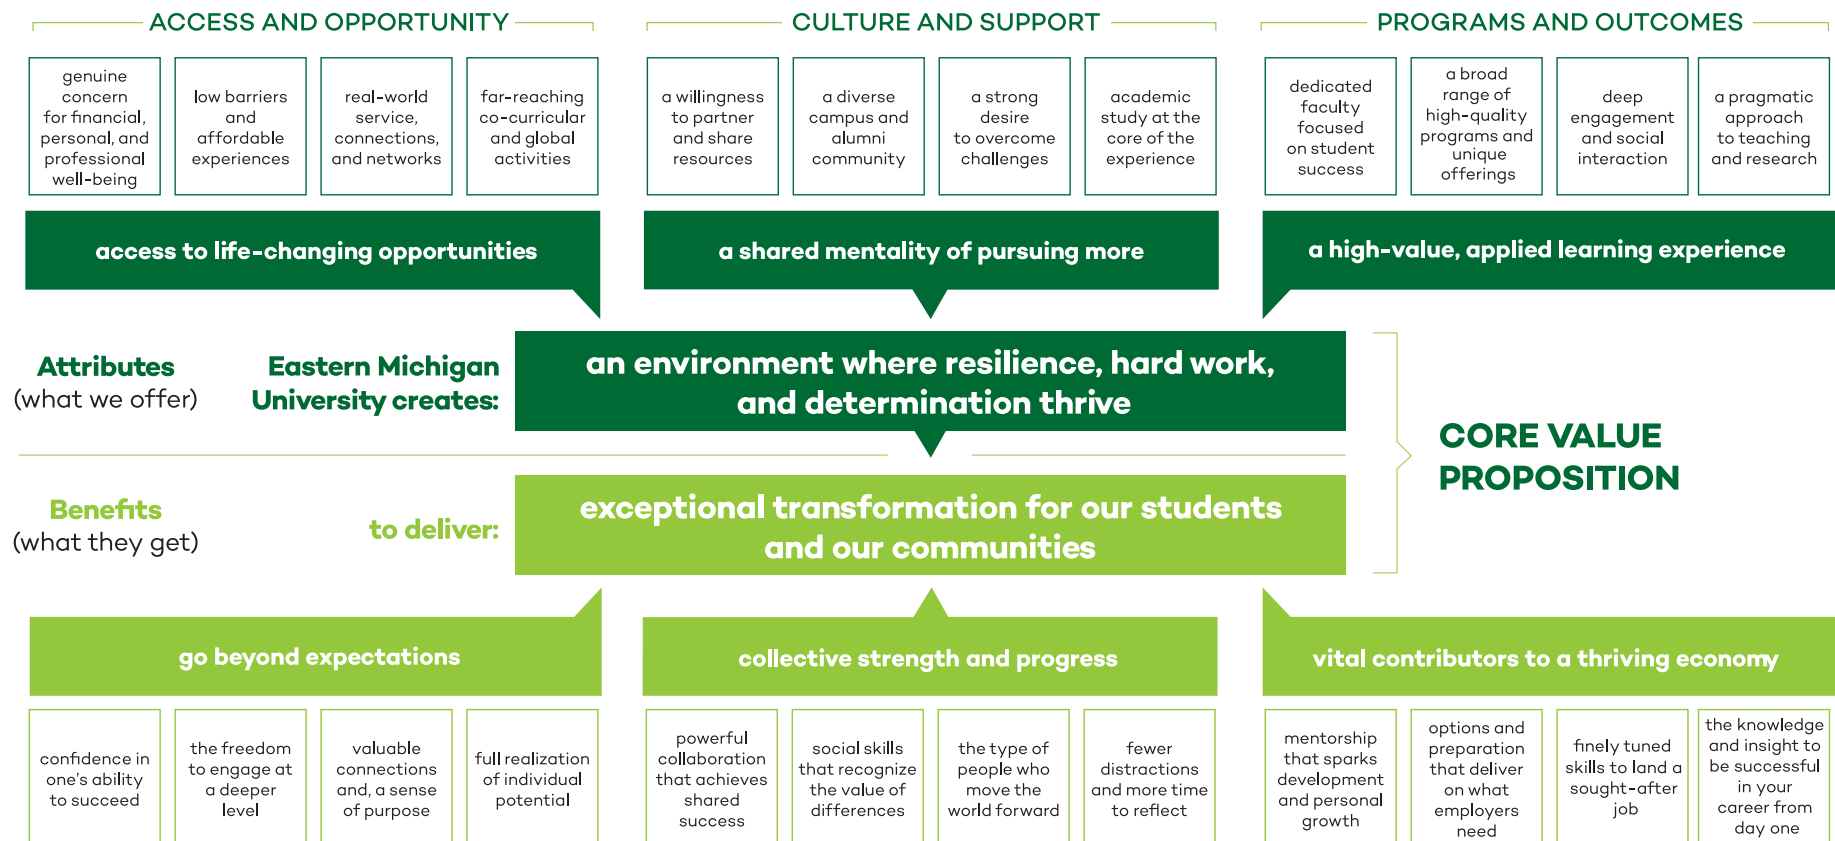 ACCESS AND OPPORTUNITY
CULTURE AND SUPPORT
PROGRAMS AND OUTCOMES
genuine
concern
for financial,
personal, and
professional
well-being
low barriers
and
affordable
experiences
real-world
service,
connections,
and networks
far-reaching
co-curricular
and global
activities
a willingness
to partner
and share
resources
a diverse
campus and
alumni
community
a strong
desire
to overcome
challenges
academic
study at the
core of the
experience
dedicated
faculty
focused
on student
success
a broad
range of
high-quality
programs and
unique
offerings
deep
engagement
and social
interaction
a pragmatic
approach
to teaching
and research
access to life-changing opportunities
a shared mentality of pursuing more
a high-value, applied learning experience
Attributes
(what we offer)
Eastern Michigan
University creates:
an environment where resilience, hard work,
and determination thrive
CORE VALUE
PROPOSITION
Benefits
(what they get)
to deliver:
exceptional transformation for our students
and our communities
go beyond expectations
collective strength and progress
vital contributors to a thriving economy
confidence in
one's ability
to succeed
the freedom
to engage at
a deeper
level
valuable
connections
and, a sense
of purpose
full realization
of individual
potential
powerful
collaboration
that achieves
shared
success
social skills
that recognize
the value of
differences
the type of
people who
move the
world forward
fewer
distractions
and more time
to reflect
mentorship
that sparks
development
and personal
growth
options and
preparation
that deliver
on what
employers
need
finely tuned
skills to land a
sought-after
job
the knowledge
and insight to
be successful
in your
career from
day one